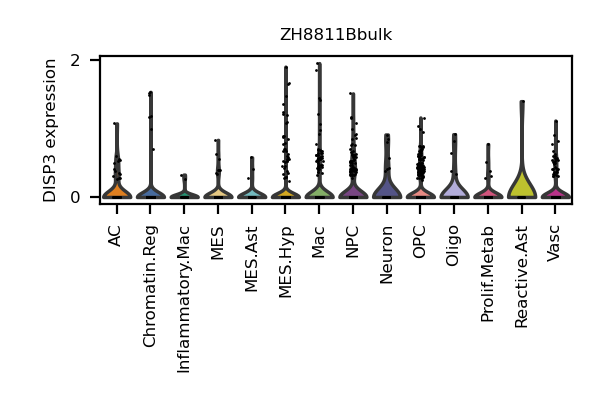 ZH8811Bbulk
DISP3 expression
2
0
AC
Chromatin.Reg
Inflammatory.Mac
MES
MES.Ast
MES.Hyp
Mac
NPC
Neuron
OPC
Oligo
Prolif.Metab
Reactive.Ast
Vasc